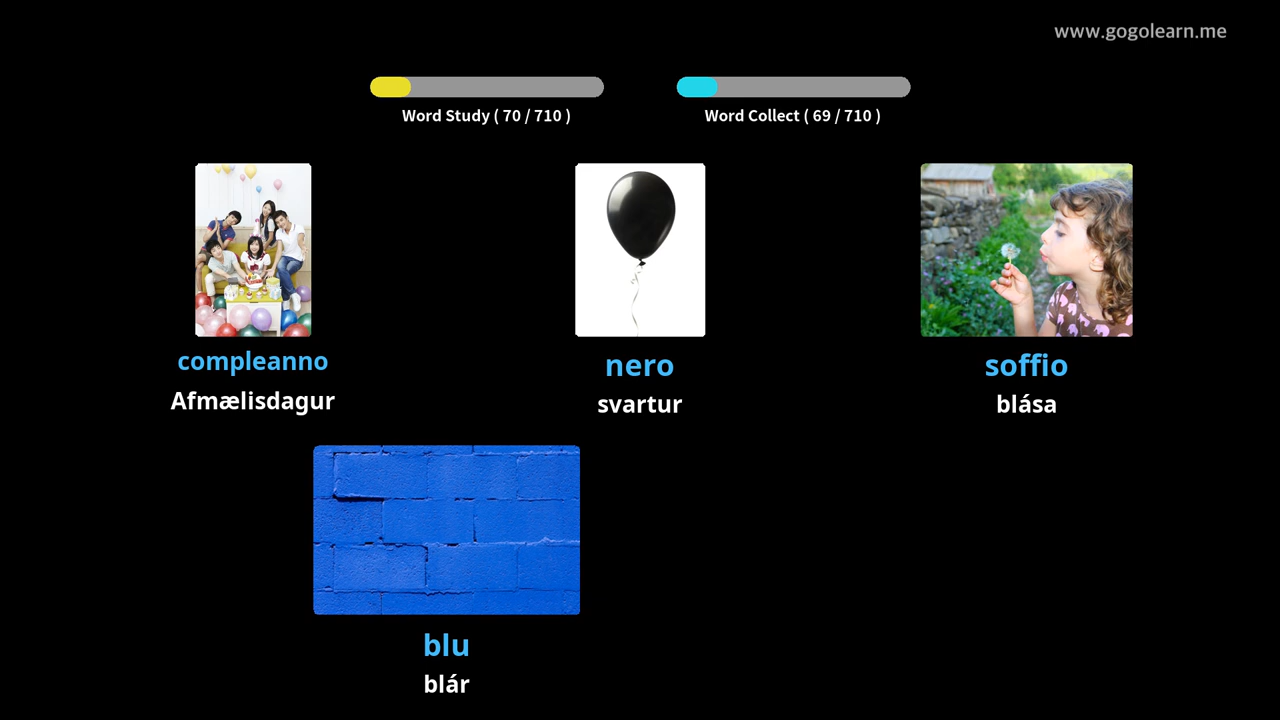 www.gogolearn.me
Word Study ( 70 / 710 )
Word Collect ( 69 / 710 )
compleanno
Afmælisdagur
nero
svartur
soffio
blása
blu
blár